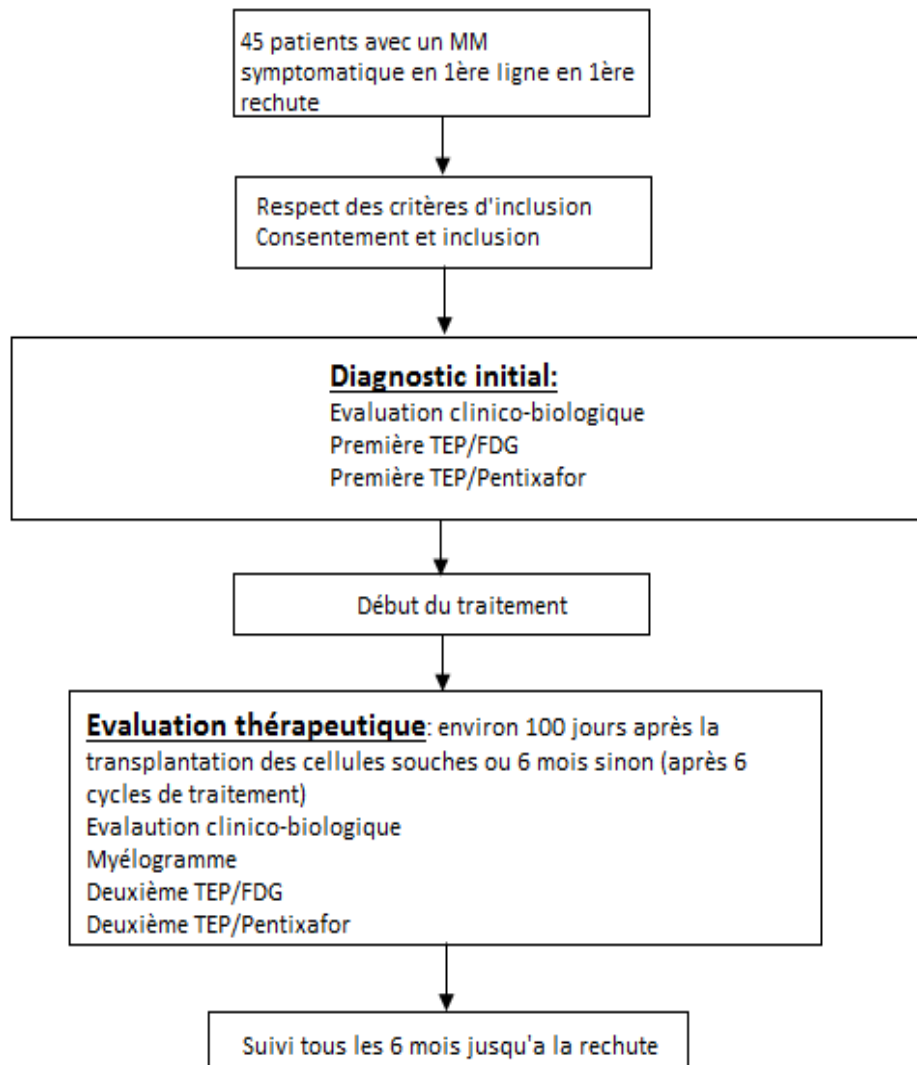 45 patients avec un MM
symptomatique en 1ère ligne en 1ère
rechute
Respect des critères d'inclusion
Consentement et inclusion
Diagnostic initial:
Evaluation clinico-biologique
Première TEP/FDG
Première TEP/Pentixafor
Début du traitement
Evaluation thérapeutique: environ 100 jours après la
transplantation des cellules souches ou 6 mois sinon (après 6
cycles de traitement)
Evalaution clinico-biologique
Myélogramme
Deuxième TEP/FDG
Deuxième TEP/Pentixafor
Suivi tous les 6 mois jusqu'a la rechute